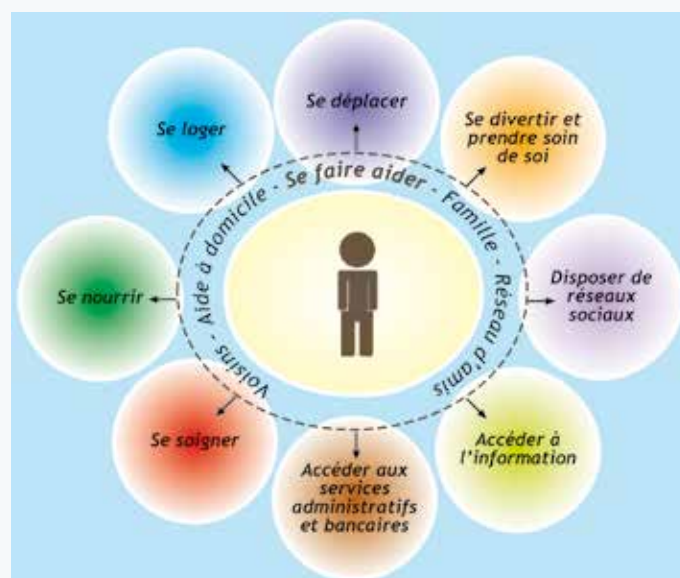 Se déplacer
Se divertir et
prendre soin
de soi
Disposer de
réseaux
sociaux
Accéder à
l'information
Accéder aux
services
administratifs
et bancaires
Se soigner
Se nourrir
Se loger
Voisins - Aide à domicile - Se faire aider - Famille - Réseau d'amis